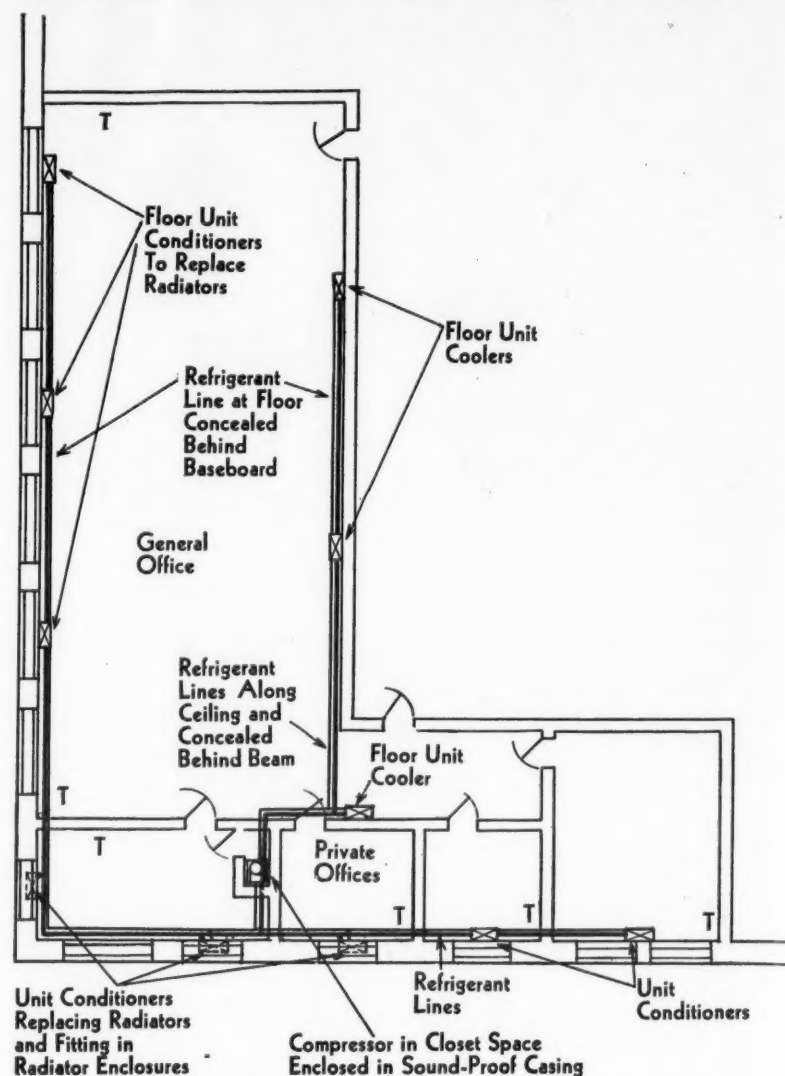 T
Floor Unit
Conditioners
To Replace
Radiators
Floor Unit
Coolers
Refrigerant
Line at Floor
Concealed
Behind
Baseboard
General
Office
Refrigerant
Lines Along
Ceiling and
Concealed
Behind Beam
Floor Unit
Cooler
T
T
Private
Offices
T
T
T
Refrigerant
Lines
Unit
Conditioners
Unit Conditioners
Replacing Radiators
and Fitting in
Radiator Enclosures
Compressor in Closet Space
Enclosed in Sound-Proof Casing